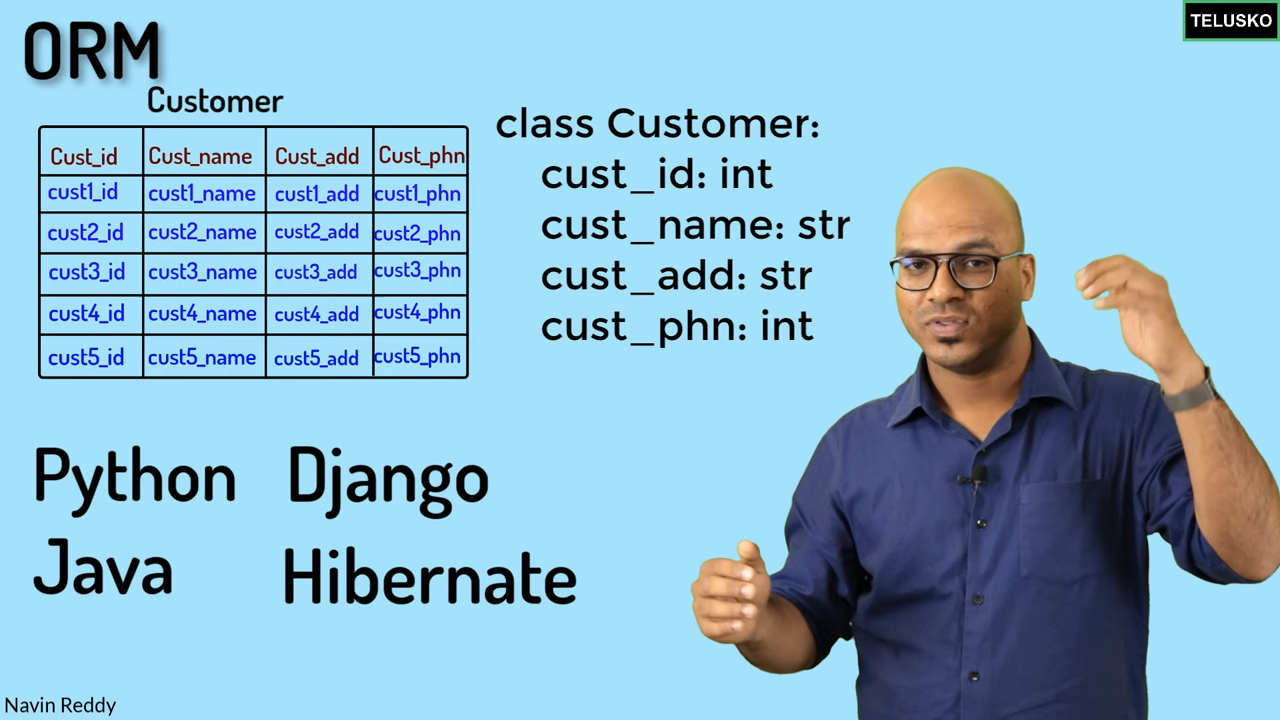 TELUSKO
ORM
Customer
Cust_id Cust_name Cust_add Cust_phn
cust1_id cust1_name cust1_add cust1_phn
cust2_id cust2_name cust2_add cust2_phn
cust3_id cust3_name cust3_add cust3_phn
cust4_id cust4_name cust4_add cust4_phn
cust5_id cust5_name cust5_add cust5_phn
class Customer:
cust_id: int
cust_name: str
cust_add: str
cust_phn: int
Python Django
Java Hibernate
Navin Reddy